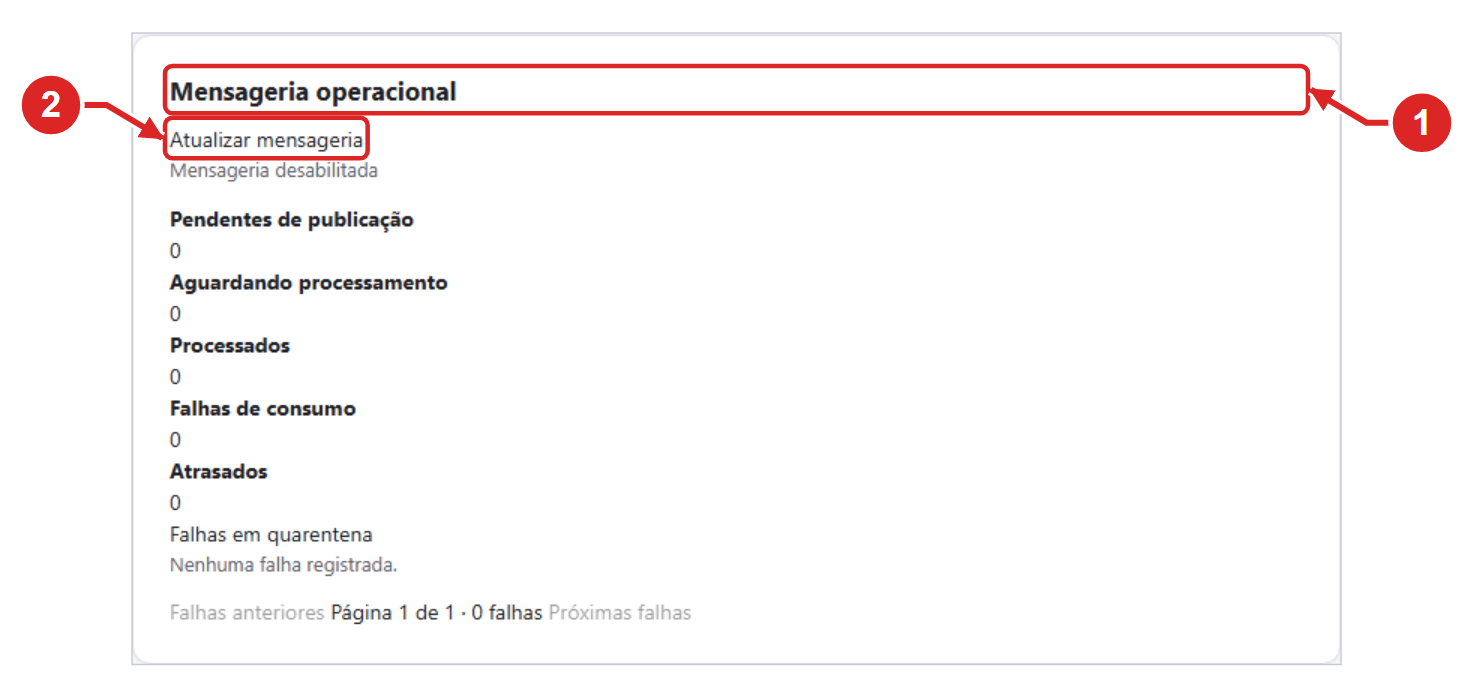 Mensageria operacional
2
1
Atualizar mensageria
Mensageria desabilitada
Pendentes de publicação
0
Aguardando processamento
0
Processados
0
Falhas de consumo
0
Atrasados
0
Falhas em quarentena
Nenhuma falha registrada.
Falhas anteriores Página 1 de 1 · 0 falhas Próximas falhas